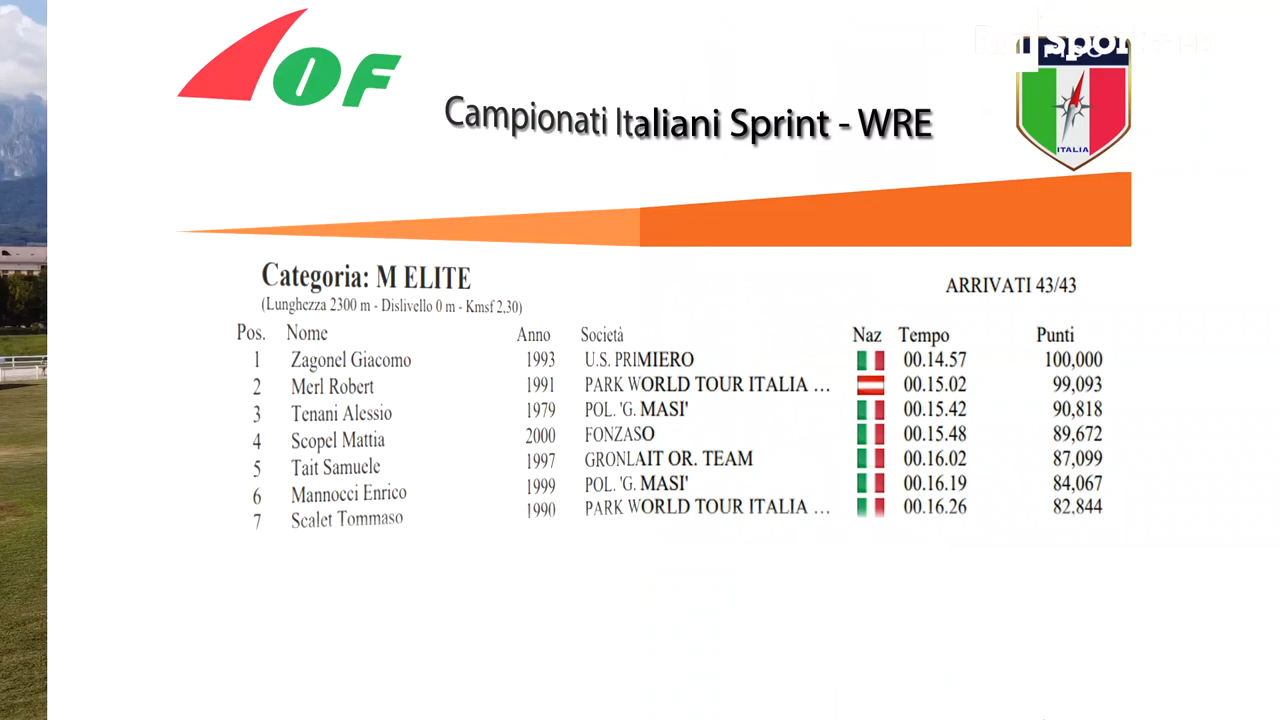 IOF
Rai Sport HD
FISO
ITALIA
Campionati Italiani Sprint - WRE
Categoria: M ELITE
ARRIVATI 43/43
(Lunghezza 2300 m - Dislivello 0 m - Kmsf 2,30)
Pos. Nome Anno Società Naz Tempo Punti
1 Zagonel Giacomo 1993 U.S. PRIMIERO 00.14.57 100,000
2 Merl Robert 1991 PARK WORLD TOUR ITALIA ... 00.15.02 99,093
3 Tenani Alessio 1979 POL. 'G. MASI' 00.15.42 90,818
4 Scopel Mattia 2000 FONZASO 00.15.48 89,672
5 Tait Samuele 1997 GRONLAIT OR. TEAM 00.16.02 87,099
6 Mannocci Enrico 1999 POL. 'G. MASI' 00.16.19 84,067
7 Scalet Tommaso 1990 PARK WORLD TOUR ITALIA ... 00.16.26 82,844